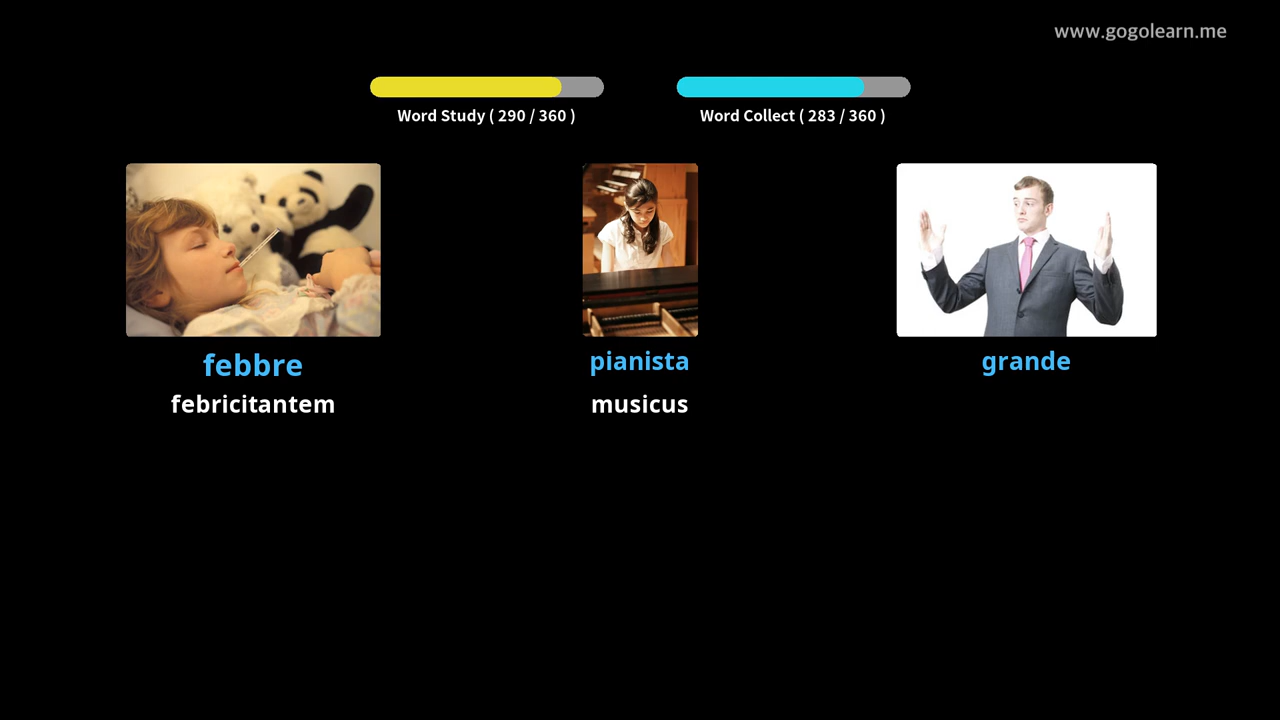 www.gogolearn.me
Word Study ( 290 / 360 )
Word Collect ( 283 / 360 )
febbre
pianista
grande
febricitantem
musicus